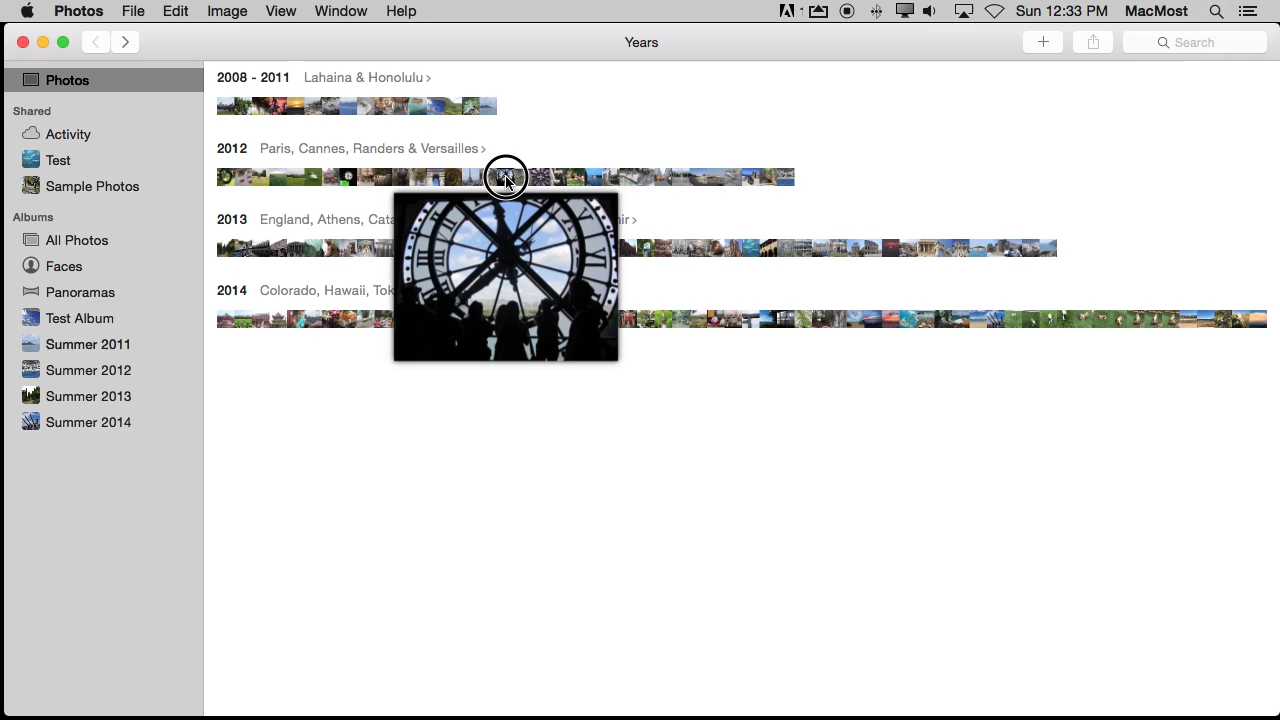 Photos File Edit Image View Window Help Sun 12:33 PM MacMost
Years
Search
Photos
Shared
Activity
Test
Sample Photos
Albums
All Photos
Faces
Panoramas
Test Album
Summer 2011
Summer 2012
Summer 2013
Summer 2014
2008 - 2011 Lahaina & Honolulu >
2012 Paris, Cannes, Randers & Versailles >
2013 England, Athens,
2014 Colorado, Hawaii,